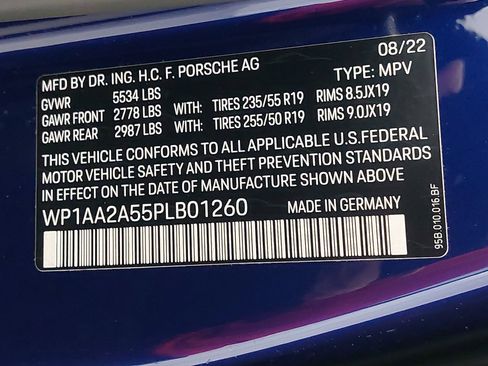 MFD BY DR. ING. H.C. F. PORSCHE AG 08/22
GVWR 5534 LBS TYPE: MPV
GAWR FRONT 2778 LBS WITH: TIRES 235/55 R19 RIMS 8.5JX19
GAWR REAR 2987 LBS WITH: TIRES 255/50 R19 RIMS 9.0JX19
THIS VEHICLE CONFORMS TO ALL APPLICABLE U.S.FEDERAL
MOTOR VEHICLE SAFETY AND THEFT PREVENTION STANDARDS
IN EFFECT ON THE DATE OF MANUFACTURE SHOWN ABOVE
WP1AA2A55PLB01260 MADE IN GERMANY
95B.010.016.BF